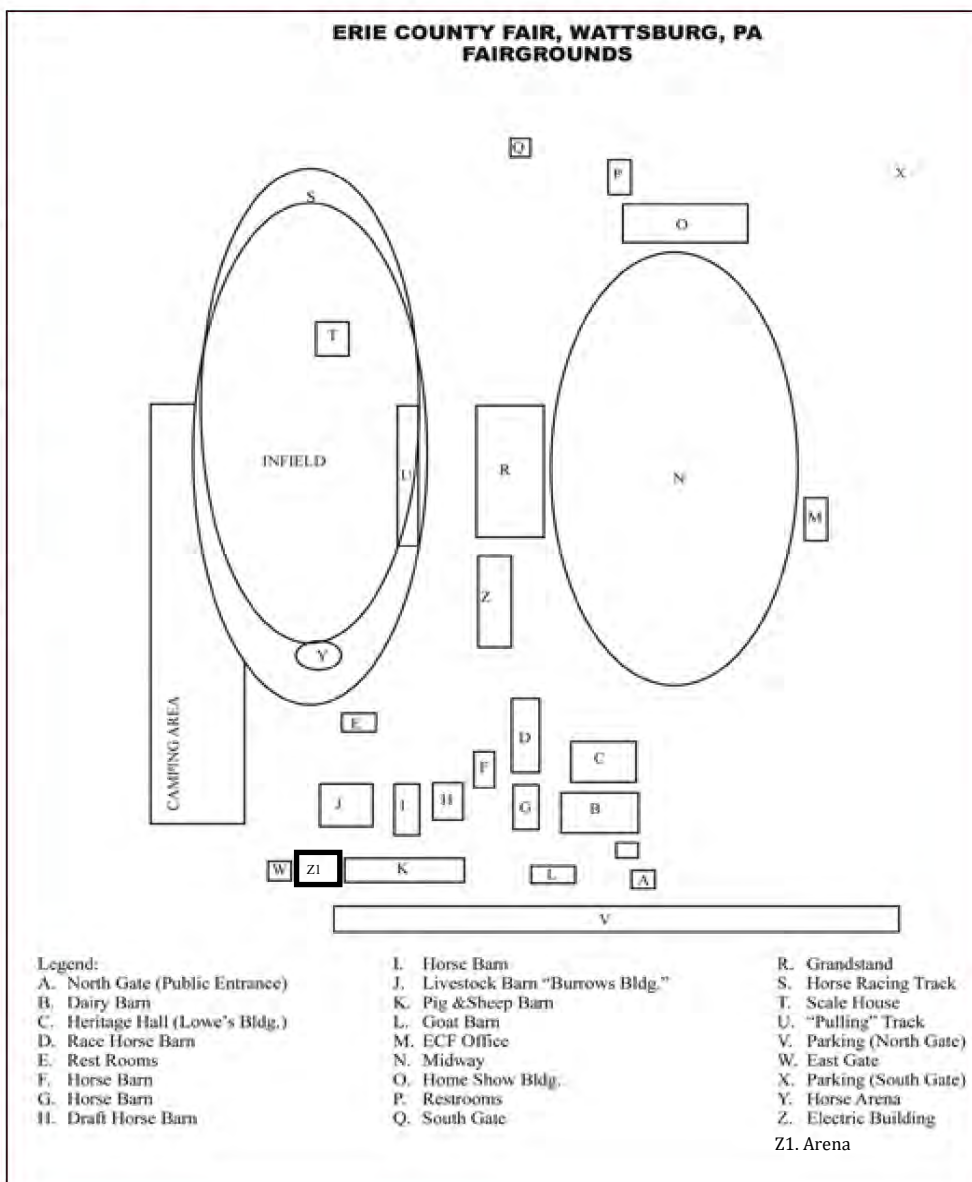 ERIE COUNTY FAIR, WATTSBURG, PA
FAIRGROUNDS
Q
P
X
S
O
T
INFIELD
U
R
N
M
Z
Y
CAMPING AREA
E
D
C
F
J
I
H
G
B
W
Z1
K
L
A
V
Legend:
A. North Gate (Public Entrance)
B. Dairy Barn
C. Heritage Hall (Lowe's Bldg.)
D. Race Horse Barn
E. Rest Rooms
F. Horse Barn
G. Horse Barn
H. Draft Horse Barn
I. Horse Barn
J. Livestock Barn "Burrows Bldg."
K. Pig &Sheep Barn
L. Goat Barn
M. ECF Office
N. Midway
O. Home Show Bldg.
P. Restrooms
Q. South Gate
R. Grandstand
S. Horse Racing Track
T. Scale House
U. "Pulling" Track
V. Parking (North Gate)
W. East Gate
X. Parking (South Gate)
Y. Horse Arena
Z. Electric Building
Z1. Arena